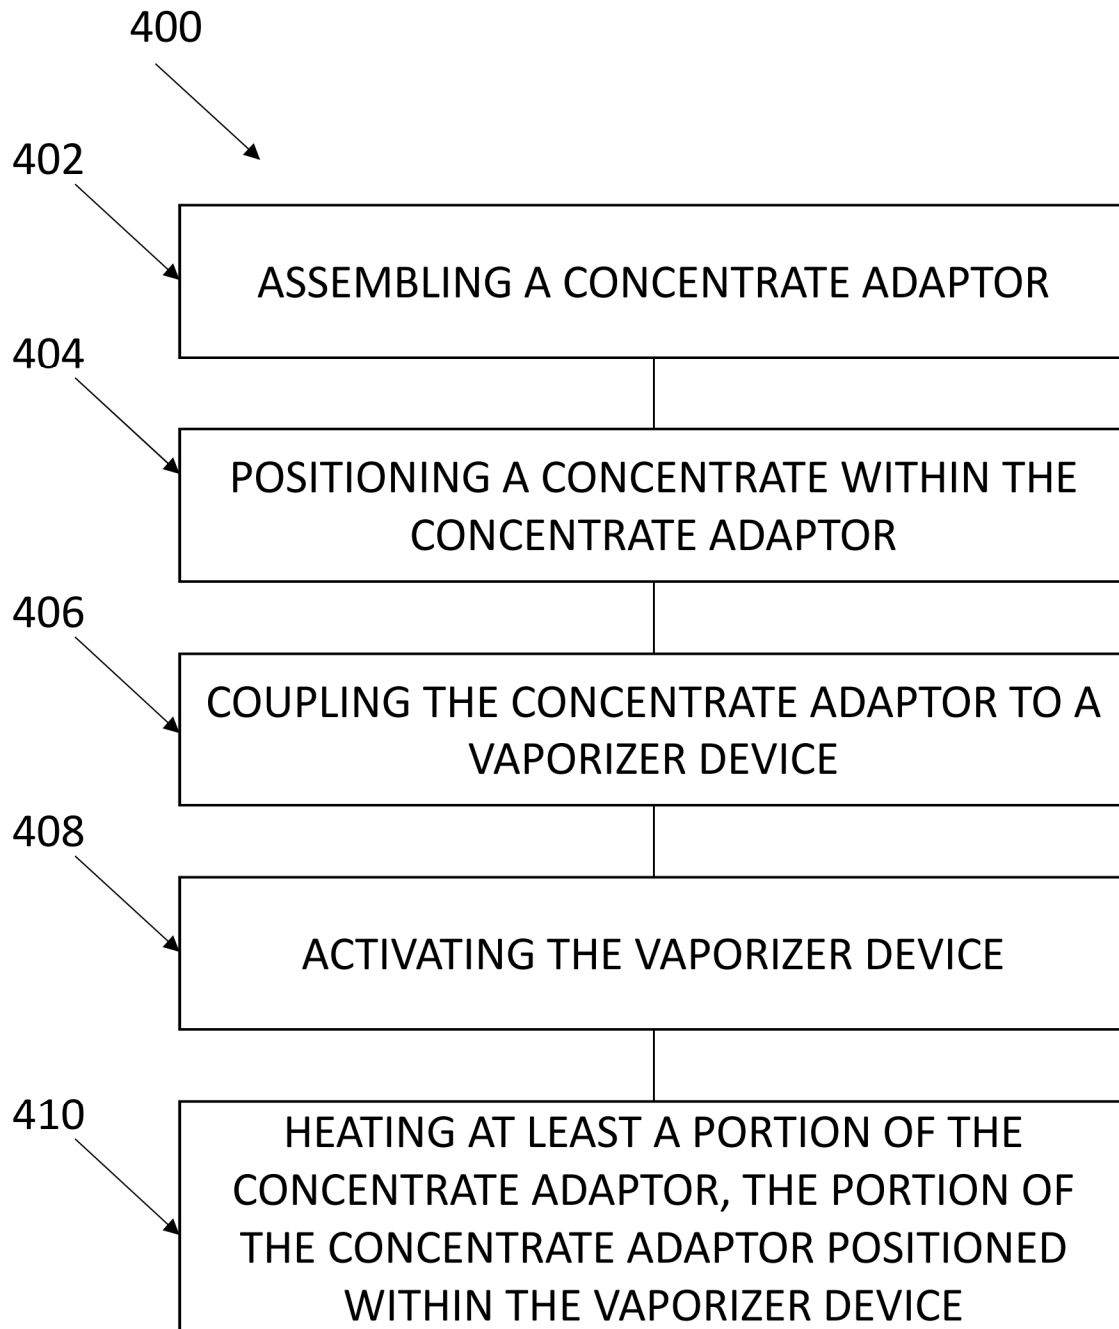 400
402
ASSEMBLING A CONCENTRATE ADAPTOR
404
POSITIONING A CONCENTRATE WITHIN THE
CONCENTRATE ADAPTOR
406
COUPLING THE CONCENTRATE ADAPTOR TO A
VAPORIZER DEVICE
408
ACTIVATING THE VAPORIZER DEVICE
410
HEATING AT LEAST A PORTION OF THE
CONCENTRATE ADAPTOR, THE PORTION OF
THE CONCENTRATE ADAPTOR POSITIONED
WITHIN THE VAPORIZER DEVICE